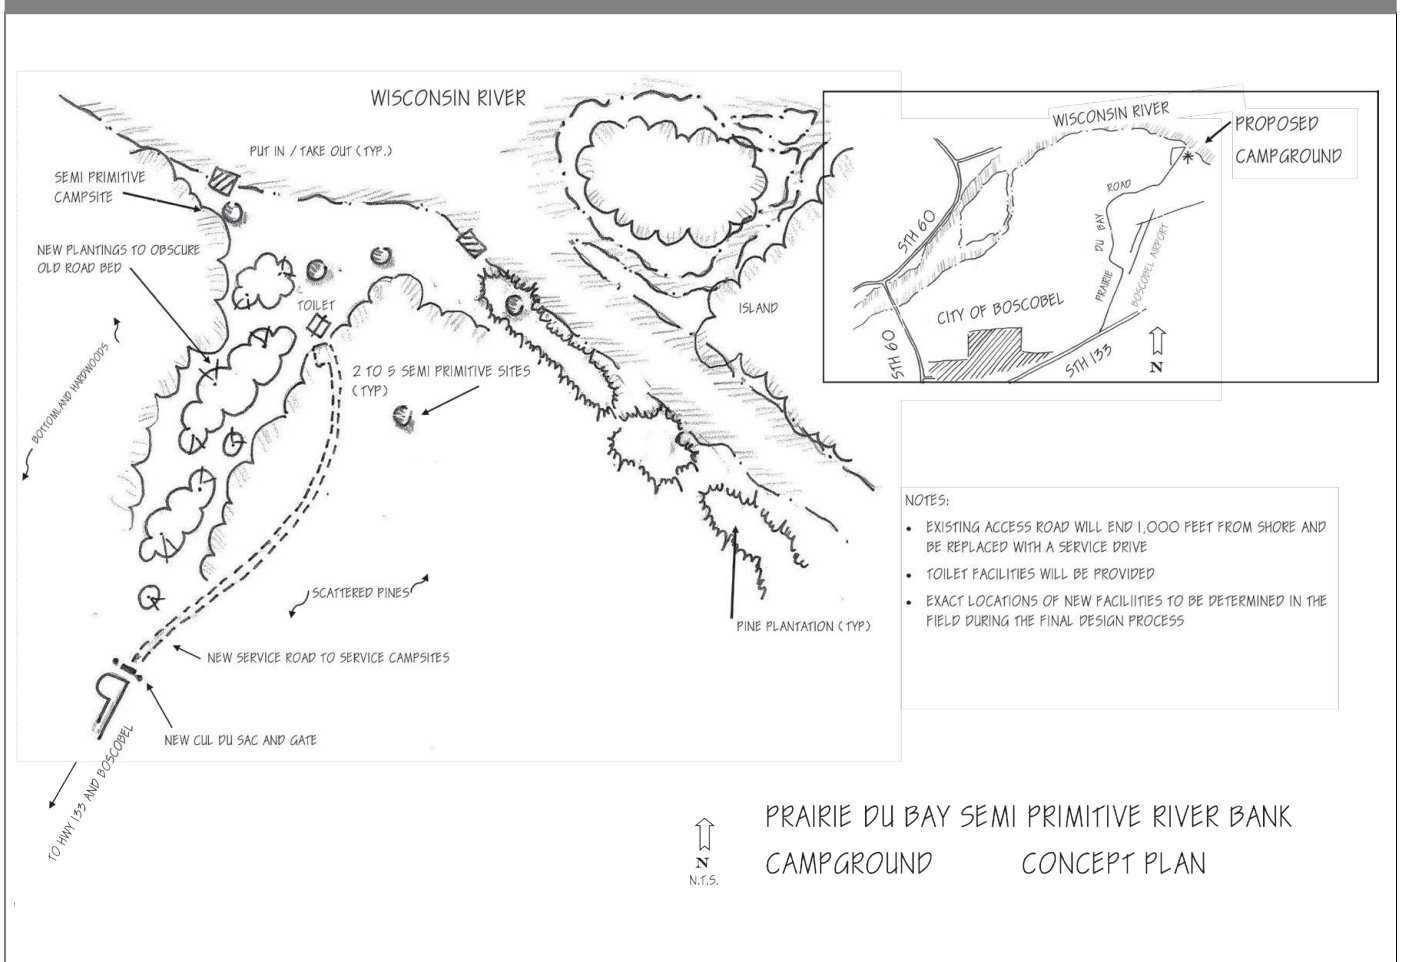 WISCONSIN RIVER
PUT IN / TAKE OUT (TYP.)
SEMI PRIMITIVE
CAMPSITE
NEW PLANTINGS TO OBSCURE
OLD ROAD BED
TOILET
ISLAND
BOTTOMLAND HARDWOODS
2 TO 5 SEMI PRIMITIVE SITES
(TYP)
SCATTERED PINES
PINE PLANTATION (TYP)
NEW SERVICE ROAD TO SERVICE CAMPSITES
NEW CUL DU SAC AND GATE
TO HWY 133 AND BOSCOBEL
WISCONSIN RIVER
PROPOSED
CAMPGROUND
STH 60
PRAIRIE DU BAY ROAD
BOSCOBEL AIRPORT
CITY OF BOSCOBEL
STH 60
STH 133
N
NOTES:
• EXISTING ACCESS ROAD WILL END 1,000 FEET FROM SHORE AND
BE REPLACED WITH A SERVICE DRIVE
• TOILET FACILITIES WILL BE PROVIDED
• EXACT LOCATIONS OF NEW FACILIITIES TO BE DETERMINED IN THE
FIELD DURING THE FINAL DESIGN PROCESS
N
N.T.S.
PRAIRIE DU BAY SEMI PRIMITIVE RIVER BANK
CAMPGROUND CONCEPT PLAN